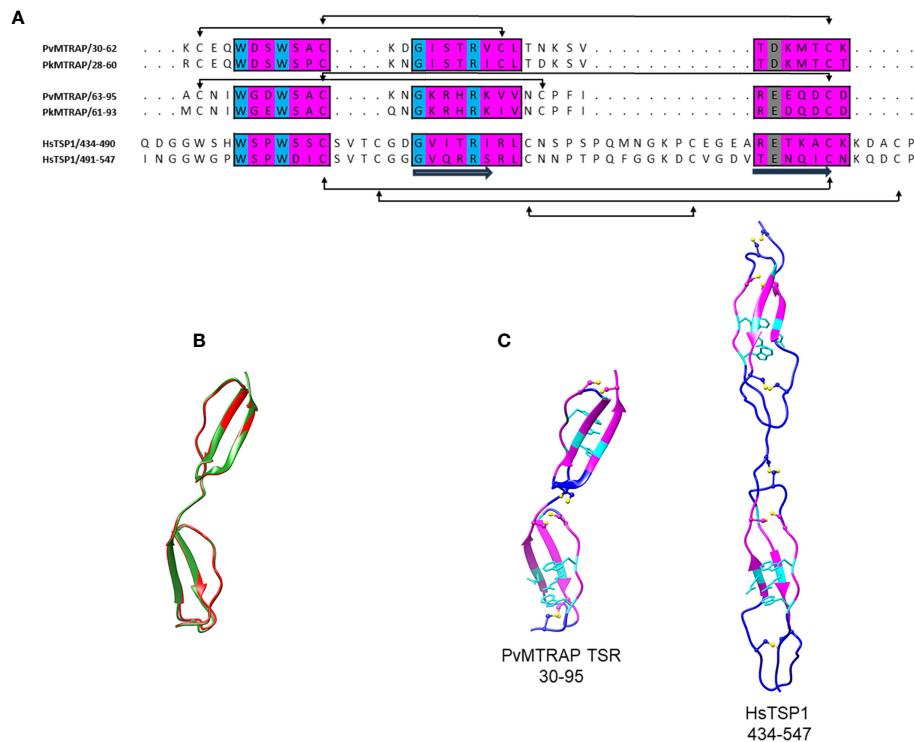 A
PvMTRAP/30-62 . . . K C E Q W D S W S A C . . . . K D G I S T R V C L T N K S V . . . . . . . . . . . . T D K M T C K . . . . .
PkMTRAP/28-60 . . . R C E Q W D S W S P C . . . . K N G I S T R I C L T D K S V . . . . . . . . . . . . T D K M T C T . . . . .
PvMTRAP/63-95 . . . A C N I W G D W S A C . . . . K N G K R H R K V V N C P F I . . . . . . . . . . . . R E E Q D C D . . . . .
PkMTRAP/61-93 . . . M C N I W G E W S A C . . . . Q N G K R H R K I V N C P F I . . . . . . . . . . . . R E M Q D C D . . . . .
HsTSP1/434-490 Q D G G W S H W S P W S S C S V T C G D G V I T R I R L C N S P S P Q M N G K P C E G E A R E T K A C K K D A C P
HsTSP1/491-547 I N G G W G P W S P W D I C S V T C G G G V Q R R S R L C N N P T P Q F G G K D C V G D V T E N Q I C N K Q D C P
B
C
PvMTRAP TSR
30-95
HsTSP1
434-547